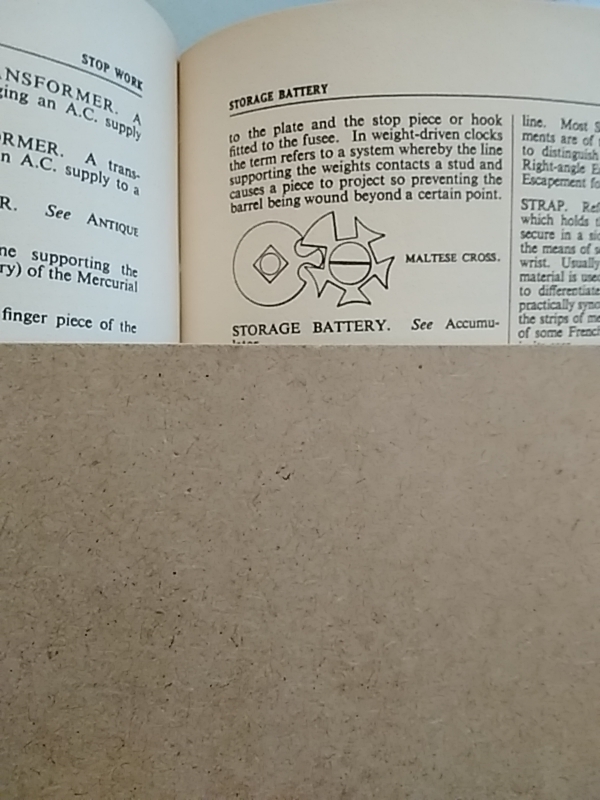 STOP WORK
ANSFORMER. A
ging an A.C. supply
ORMER. A trans-
n A.C. supply to a
R. See ANTIQUE
ne supporting the
ry) of the Mercurial
finger piece of the
STORAGE BATTERY
to the plate and the stop piece or hook
fitted to the fusee. In weight-driven clocks
the term refers to a system whereby the line
supporting the weights contacts a stud and
causes a piece to project so preventing the
barrel being wound beyond a certain point.
MALTESE CROSS.
STORAGE BATTERY. See Accumu-
line. Most S
ments are of
to distinguish
Right-angle E
Escapement fo
STRAP. Ref
which holds t
secure in a sl
the means of s
wrist. Usually
material is used
to differentiate
practically syno
the strips of me
of some French